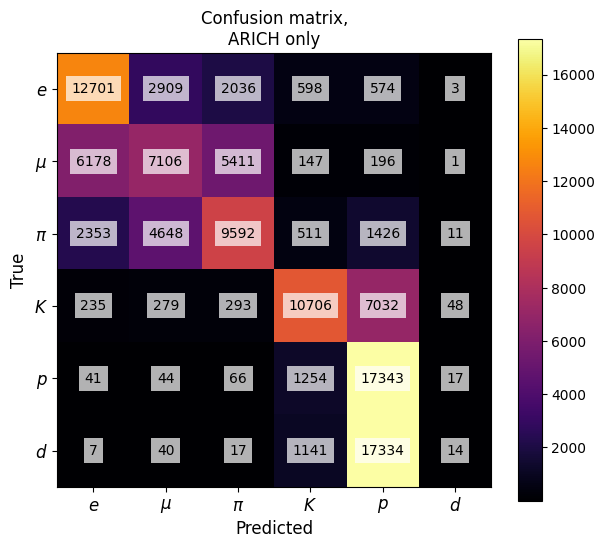 Confusion matrix,
ARICH only
e 12701 2909 2036 598 574 3
μ 6178 7106 5411 147 196 1
π 2353 4648 9592 511 1426 11
K 235 279 293 10706 7032 48
p 41 44 66 1254 17343 17
d 7 40 17 1141 17334 14
e μ π K p d
True
Predicted
16000
14000
12000
10000
8000
6000
4000
2000